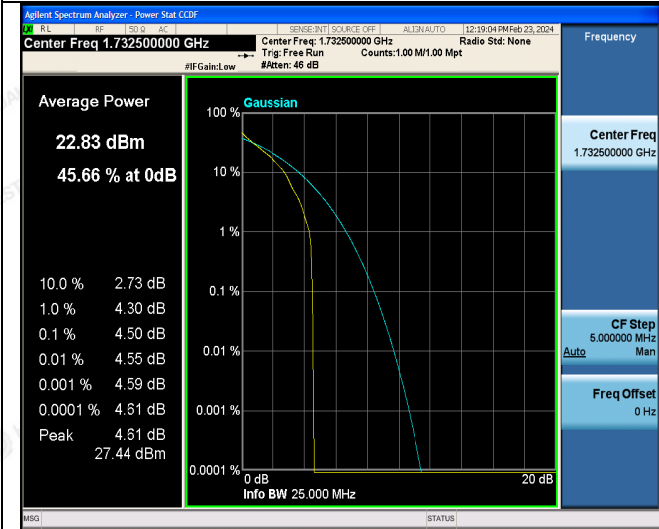 Agilent Spectrum Analyzer - Power Stat CCDF
LXI RL RF 50 Ω AC SENSE:INT SOURCE OFF ALIGNAUTO 12:19:04 PM Feb 23, 2024
Center Freq 1.732500000 GHz
Center Freq: 1.732500000 GHz Radio Std: None
Trig: Free Run Counts:1.00 M/1.00 Mpt
#IFGain:Low #Atten: 46 dB
Average Power
22.83 dBm
45.66 % at 0dB
10.0 % 2.73 dB
1.0 % 4.30 dB
0.1 % 4.50 dB
0.01 % 4.55 dB
0.001 % 4.59 dB
0.0001 % 4.61 dB
Peak 4.61 dB
27.44 dBm
Gaussian
100 %
10 %
1 %
0.1 %
0.01 %
0.001 %
0.0001 %
0 dB 20 dB
Info BW 25.000 MHz
Frequency
Center Freq
1.732500000 GHz
CF Step
5.000000 MHz
Auto Man
Freq Offset
0 Hz
MSG STATUS